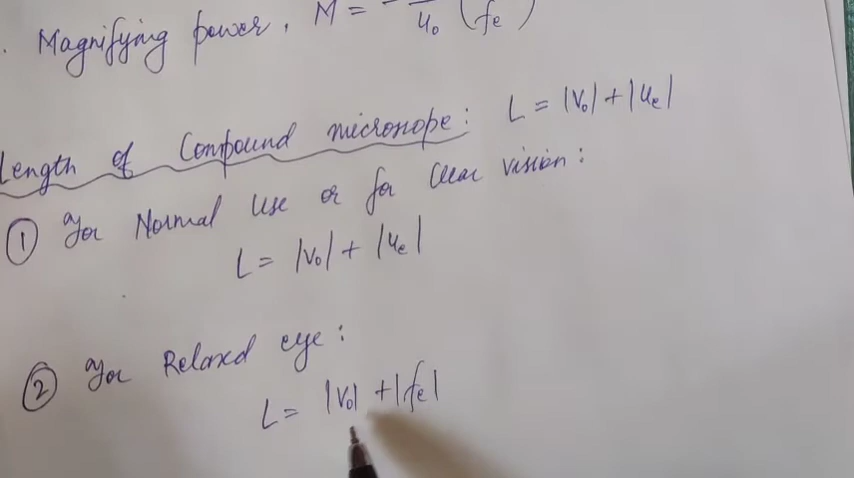 . Magnifying power, M = — u₀ (fe)
Length of Compound micronope: L = |V₀| + |Ue|
① For Normal Use or for Clear vision:
L = |V₀| + |Ue|
② For Relaxed eye:
L = |V₀| + |fe|